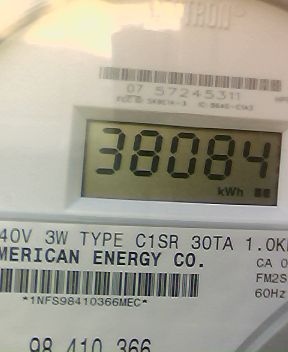 TRON
07 57245311
38084
kWh
40V 3W TYPE C1SR 30TA 1.0K
MERICAN ENERGY CO.
CA 0
FM2S
60Hz
*1NFS98410366MEC*
98 410 366